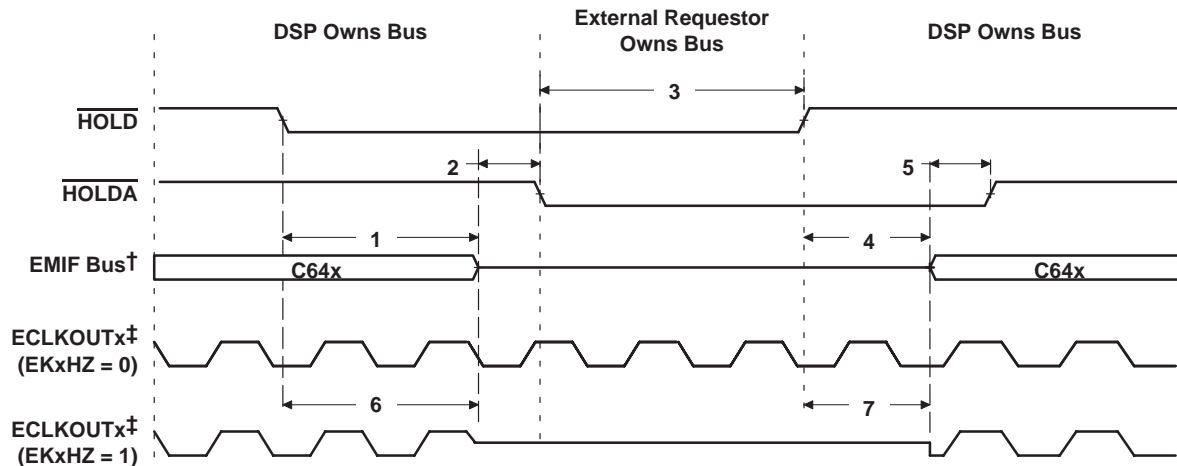 DSP Owns Bus
External Requestor
Owns Bus
DSP Owns Bus
3
HOLD
2
5
HOLDA
1
4
EMIF Bus†
C64x
C64x
ECLKOUTx‡
(EKxHZ = 0)
6
7
ECLKOUTx‡
(EKxHZ = 1)